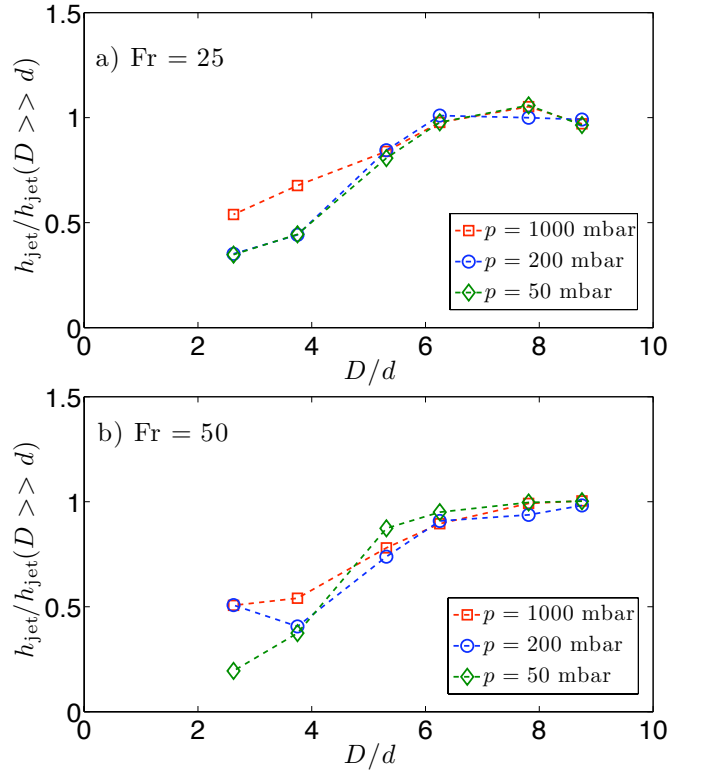 1.5
1
0.5
0
a) Fr = 25
h_jet/h_jet(D >> d)
p = 1000 mbar
p = 200 mbar
p = 50 mbar
0 2 4 6 8 10
D/d
1.5
1
0.5
0
b) Fr = 50
h_jet/h_jet(D >> d)
p = 1000 mbar
p = 200 mbar
p = 50 mbar
0 2 4 6 8 10
D/d